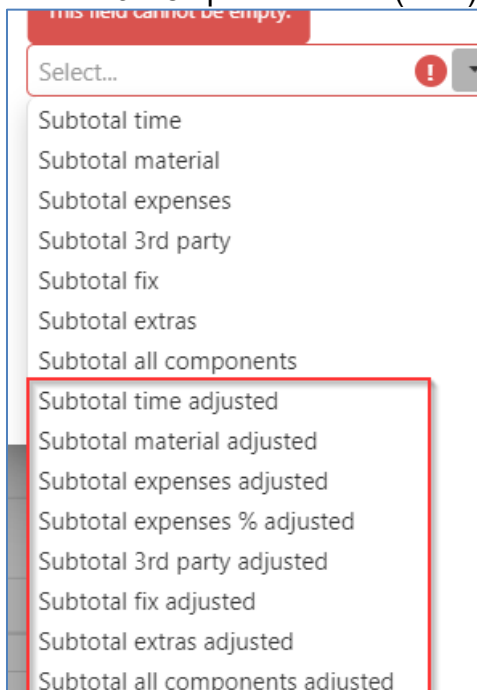 This field cannot be empty.
Select...
Subtotal time
Subtotal material
Subtotal expenses
Subtotal 3rd party
Subtotal fix
Subtotal extras
Subtotal all components
Subtotal time adjusted
Subtotal material adjusted
Subtotal expenses adjusted
Subtotal expenses % adjusted
Subtotal 3rd party adjusted
Subtotal fix adjusted
Subtotal extras adjusted
Subtotal all components adjusted